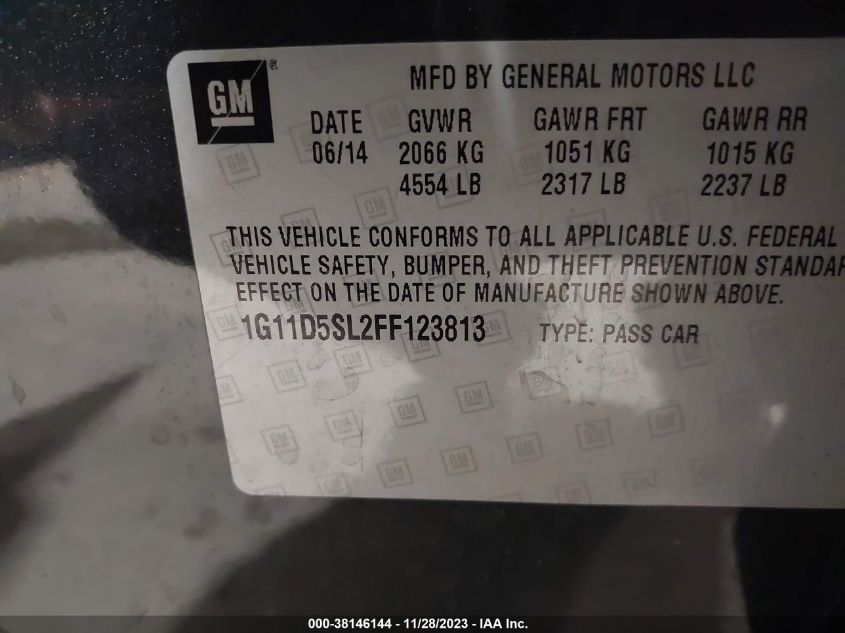 GM®
MFD BY GENERAL MOTORS LLC
DATE GVWR GAWR FRT GAWR RR
06/14 2066 KG 1051 KG 1015 KG
4554 LB 2317 LB 2237 LB
THIS VEHICLE CONFORMS TO ALL APPLICABLE U.S. FEDERAL
VEHICLE SAFETY, BUMPER, AND THEFT PREVENTION STANDAR
EFFECT ON THE DATE OF MANUFACTURE SHOWN ABOVE.
1G11D5SL2FF123813 TYPE: PASS CAR
000-38146144 - 11/28/2023 - IAA Inc.